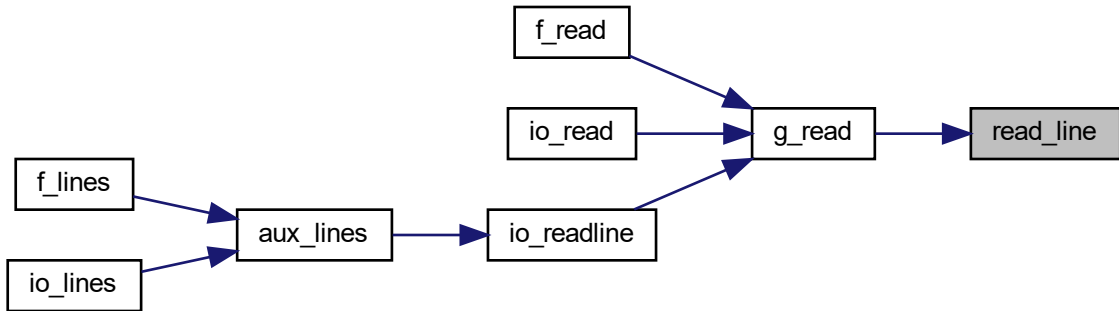 f_read
io_read
g_read
read_line
f_lines
aux_lines
io_readline
io_lines